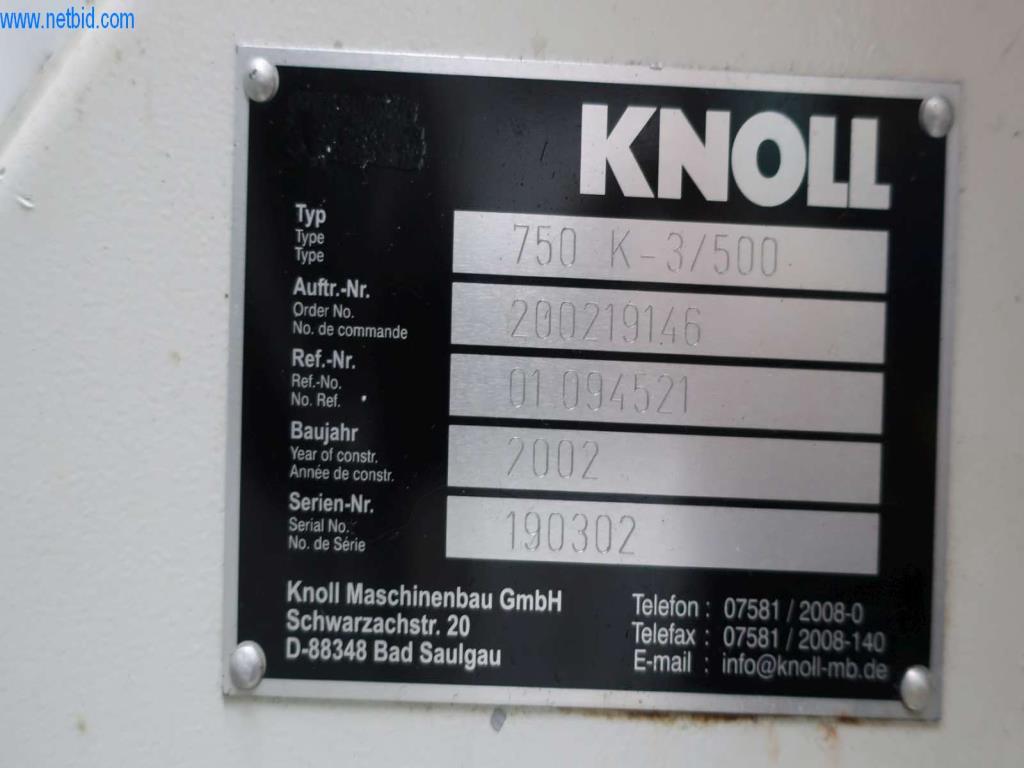 www.netbid.com
KNOLL
Typ
Type
Type
750 K-3/500
Auftr.-Nr.
Order No.
No. de commande
200219146
Ref.-Nr.
Ref.-No.
No. Ref.
01 094521
Baujahr
Year of constr.
Année de constr.
2002
Serien-Nr.
Serial No.
No. de Série
190302
Knoll Maschinenbau GmbH
Schwarzachstr. 20
D-88348 Bad Saulgau
Telefon : 07581 / 2008-0
Telefax : 07581 / 2008-140
E-mail : info@knoll-mb.de